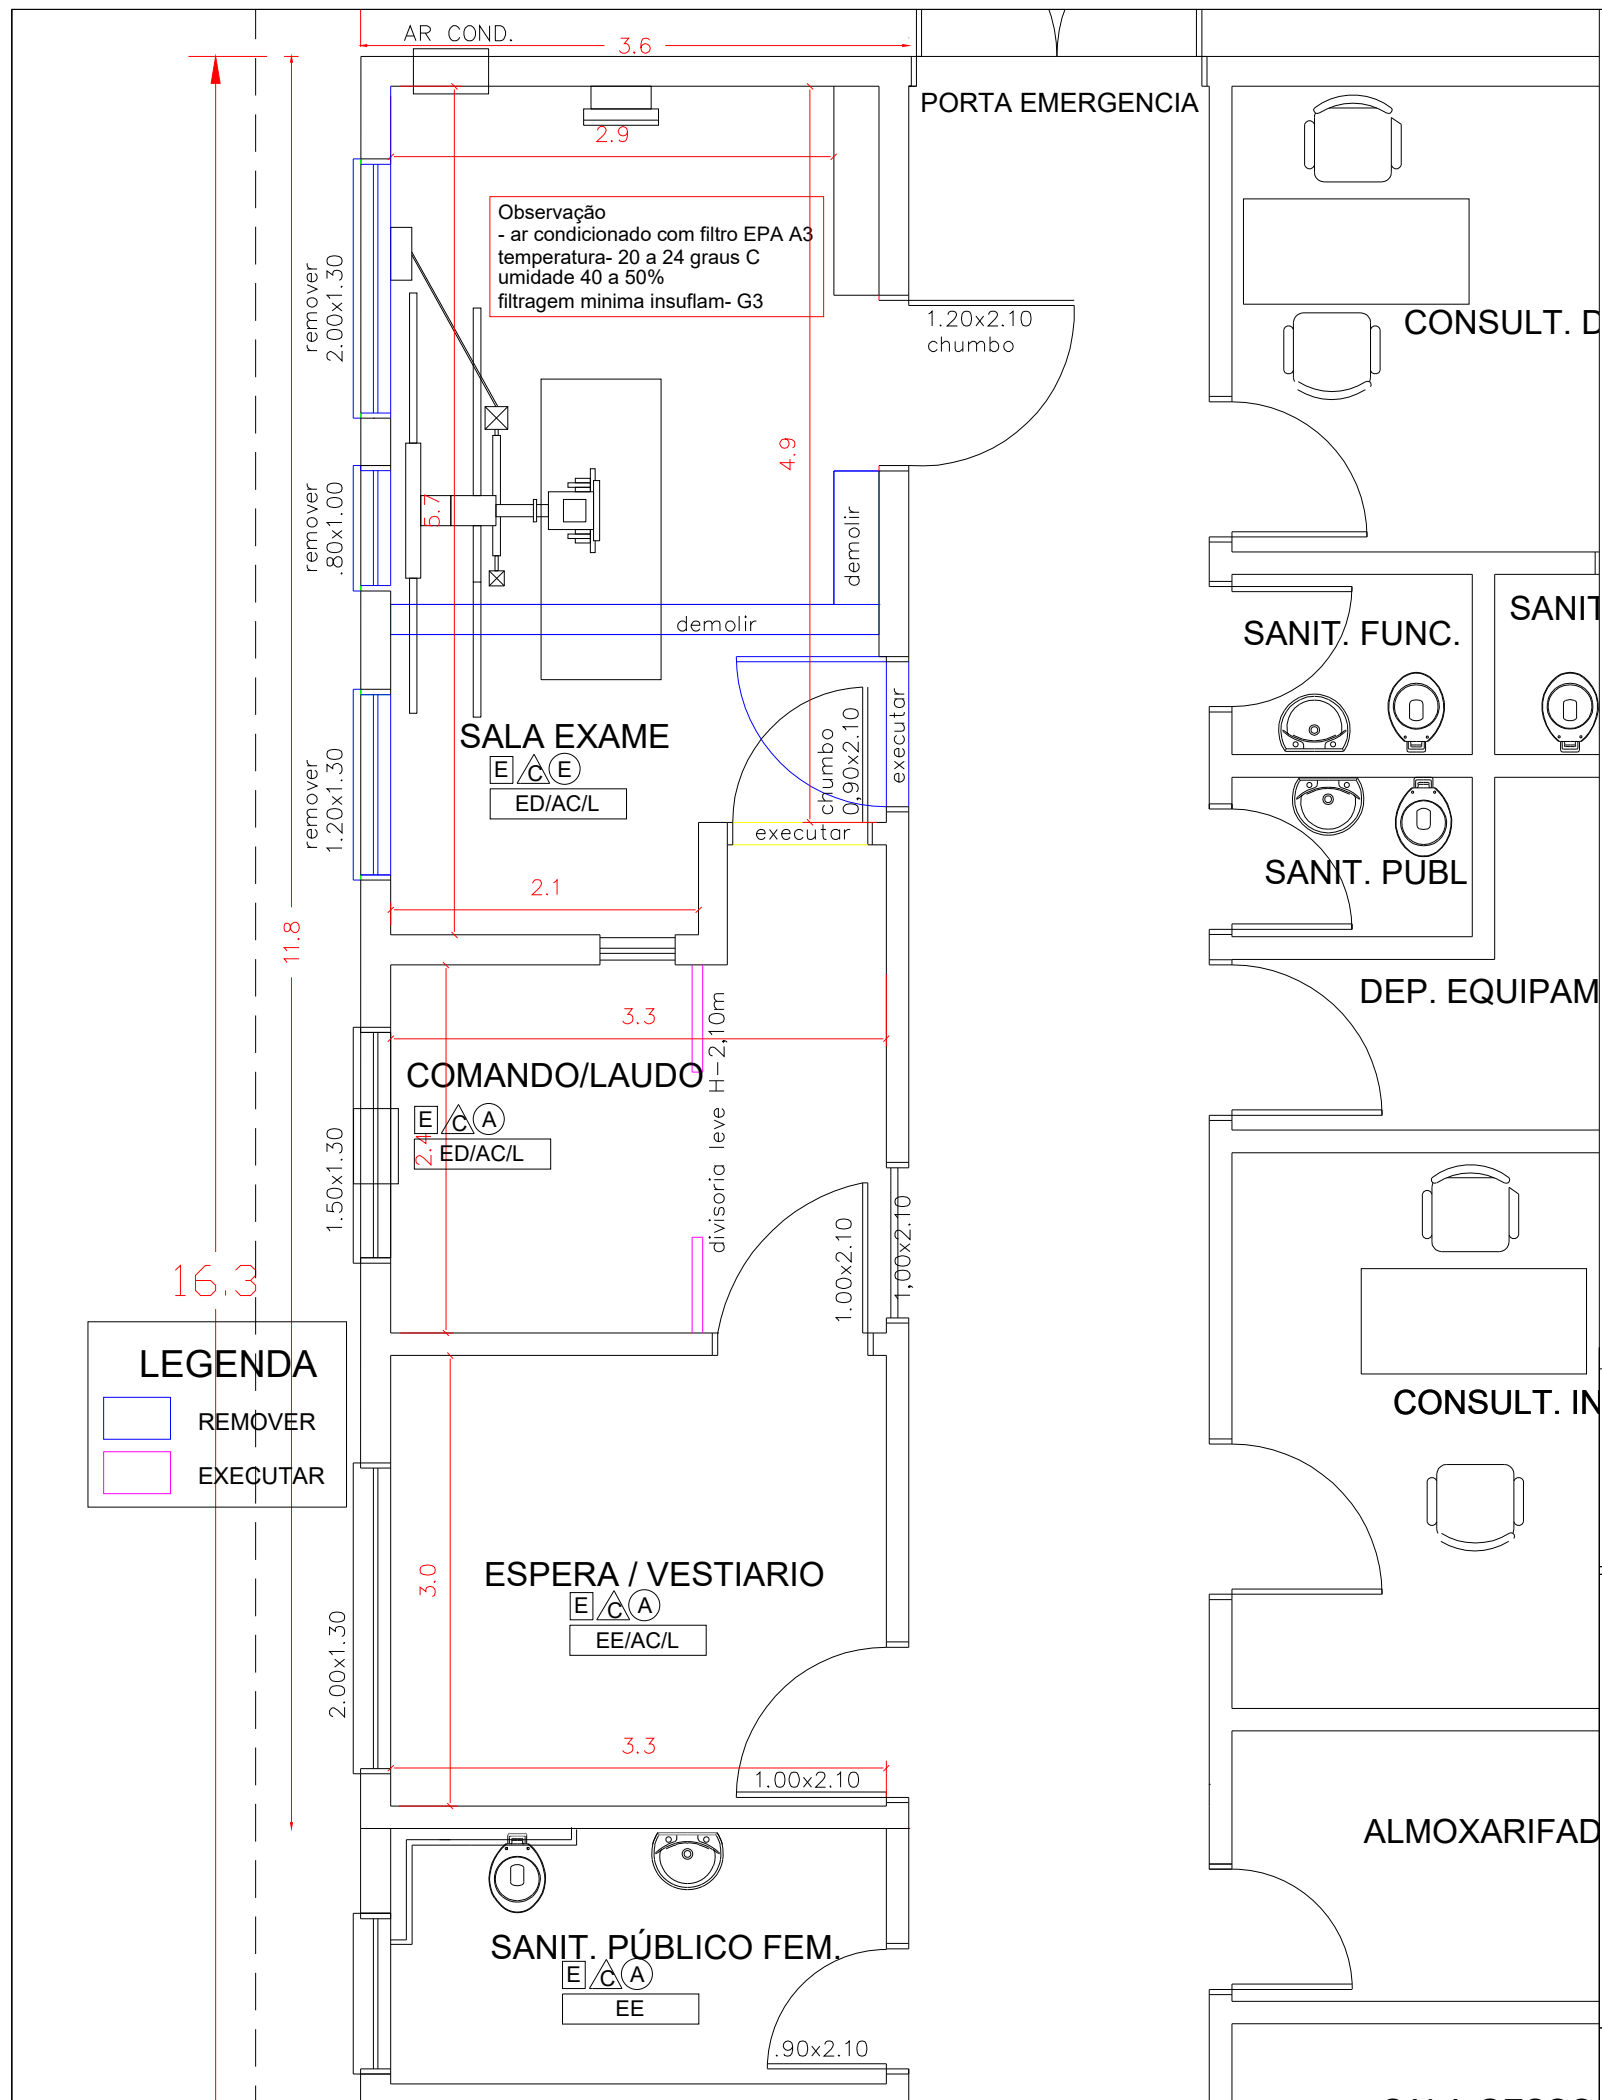 AR COND.
3.6
PORTA EMERGENCIA
2.9
Observação
- ar condicionado com filtro EPA A3
temperatura- 20 a 24 graus C
umidade 40 a 50%
filtragem minima insuflam- G3
remover
2.00x1.30
1.20x2.10
chumbo
CONSULT. D
4.9
remover
.80x1.00
5.7
demolir
demolir
SANIT. FUNC.
SANIT
remover
1.20x1.30
SALA EXAME
E C E
ED/AC/L
chumbo
0,90x2.10
executar
executar
SANIT. PUBL
2.1
11.8
DEP. EQUIPAM
3.3
divisoria leve H-2,10m
COMANDO/LAUDO
E C A
ED/AC/L
2.4
1.50x1.30
1.00x2.10
1,00x2.10
16.3
LEGENDA
REMOVER
EXECUTAR
CONSULT. IN
3.0
ESPERA / VESTIARIO
E C A
EE/AC/L
2.00x1.30
3.3
1.00x2.10
ALMOXARIFAD
SANIT. PÚBLICO FEM.
E C A
EE
.90x2.10